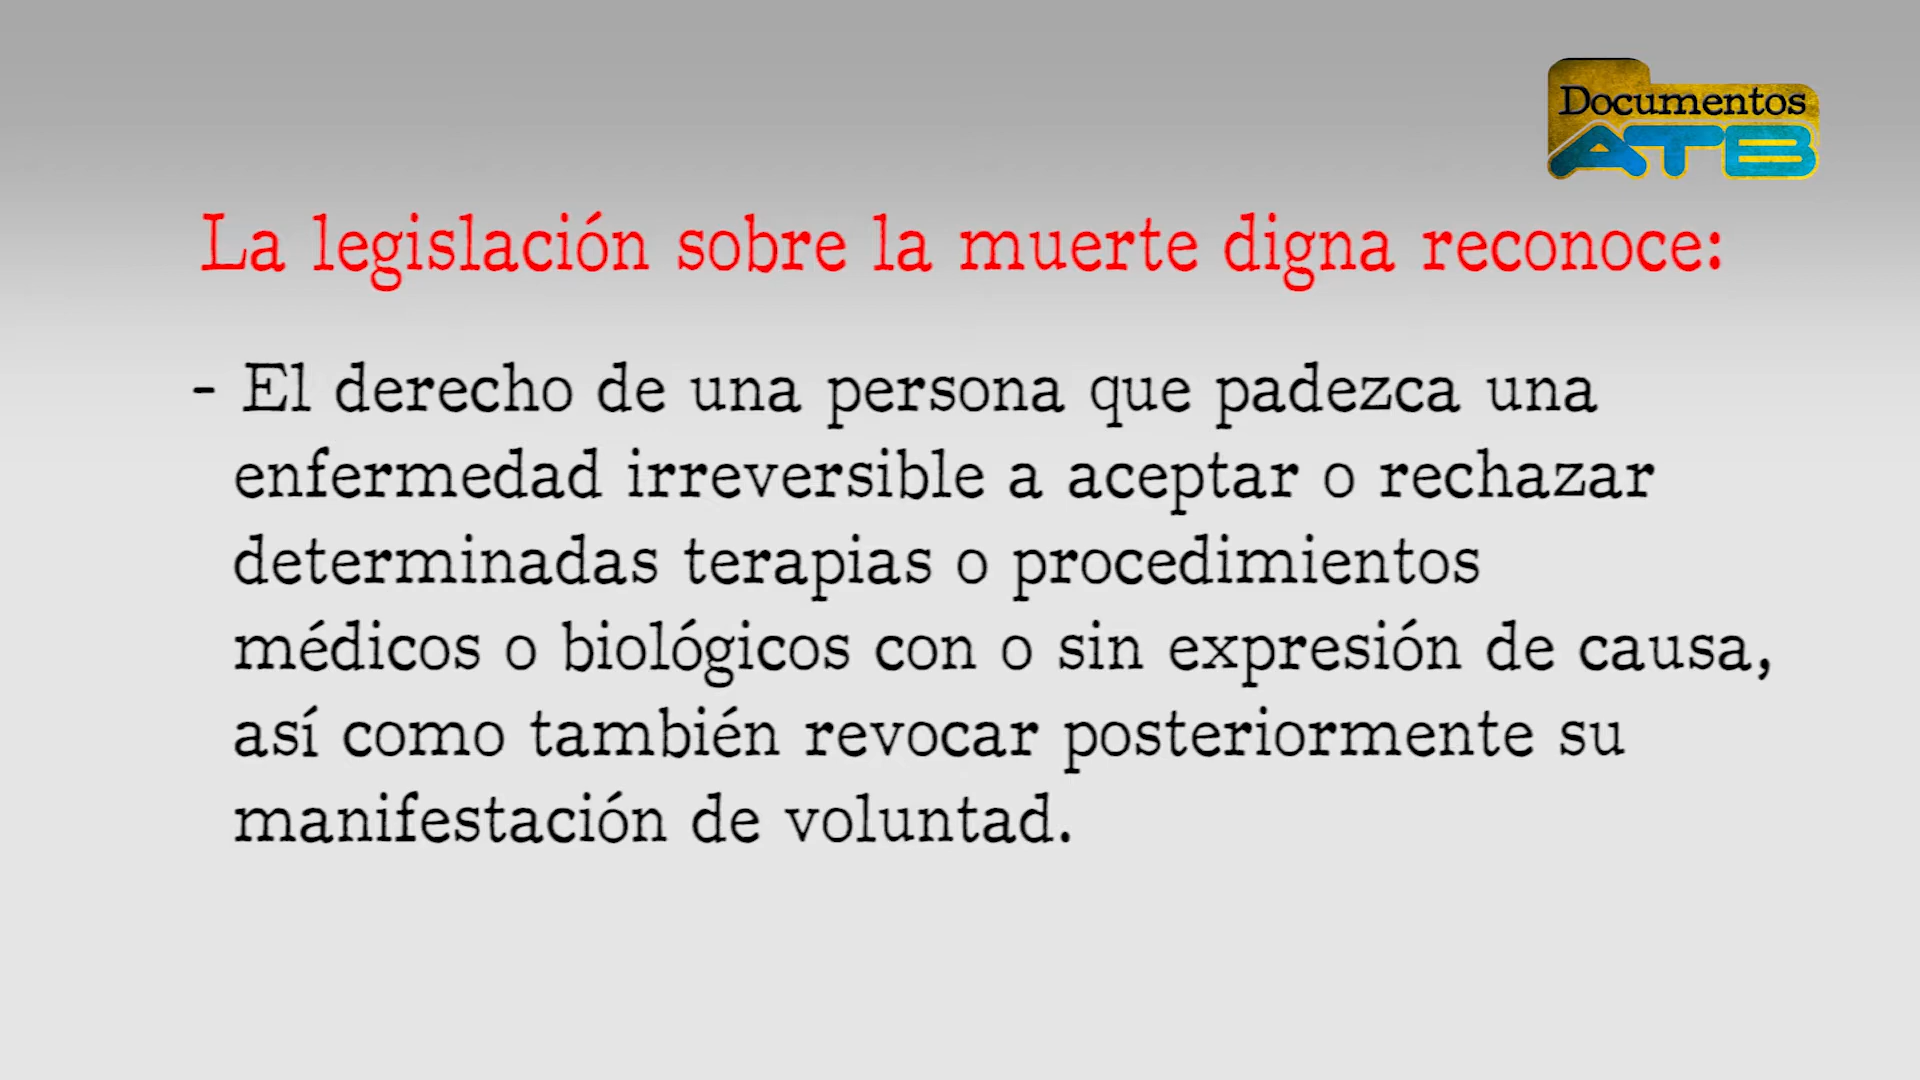 Documentos
ATB
La legislación sobre la muerte digna reconoce:
- El derecho de una persona que padezca una
enfermedad irreversible a aceptar o rechazar
determinadas terapias o procedimientos
médicos o biológicos con o sin expresión de causa,
así como también revocar posteriormente su
manifestación de voluntad.